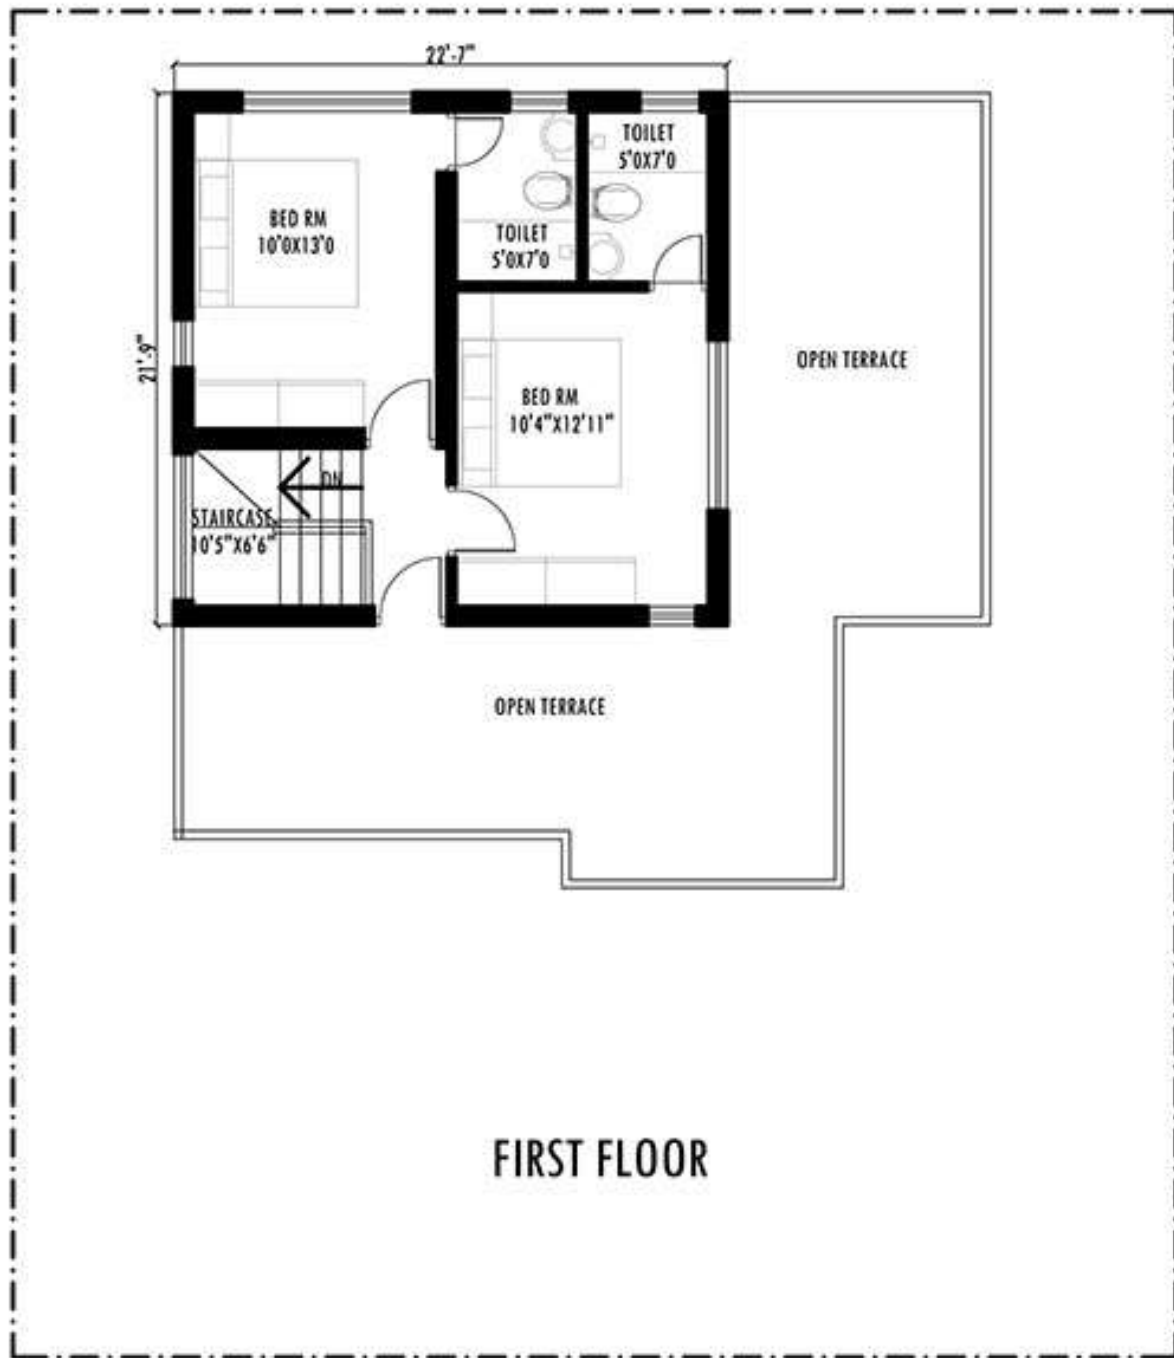 22'-7"
TOILET
5'0X7'0
BED RM
10'0X13'0
TOILET
5'0X7'0
21'-9"
OPEN TERRACE
BED RM
10'4"X12'11"
DN
STAIRCASE
10'5"X6'6"
OPEN TERRACE
FIRST FLOOR